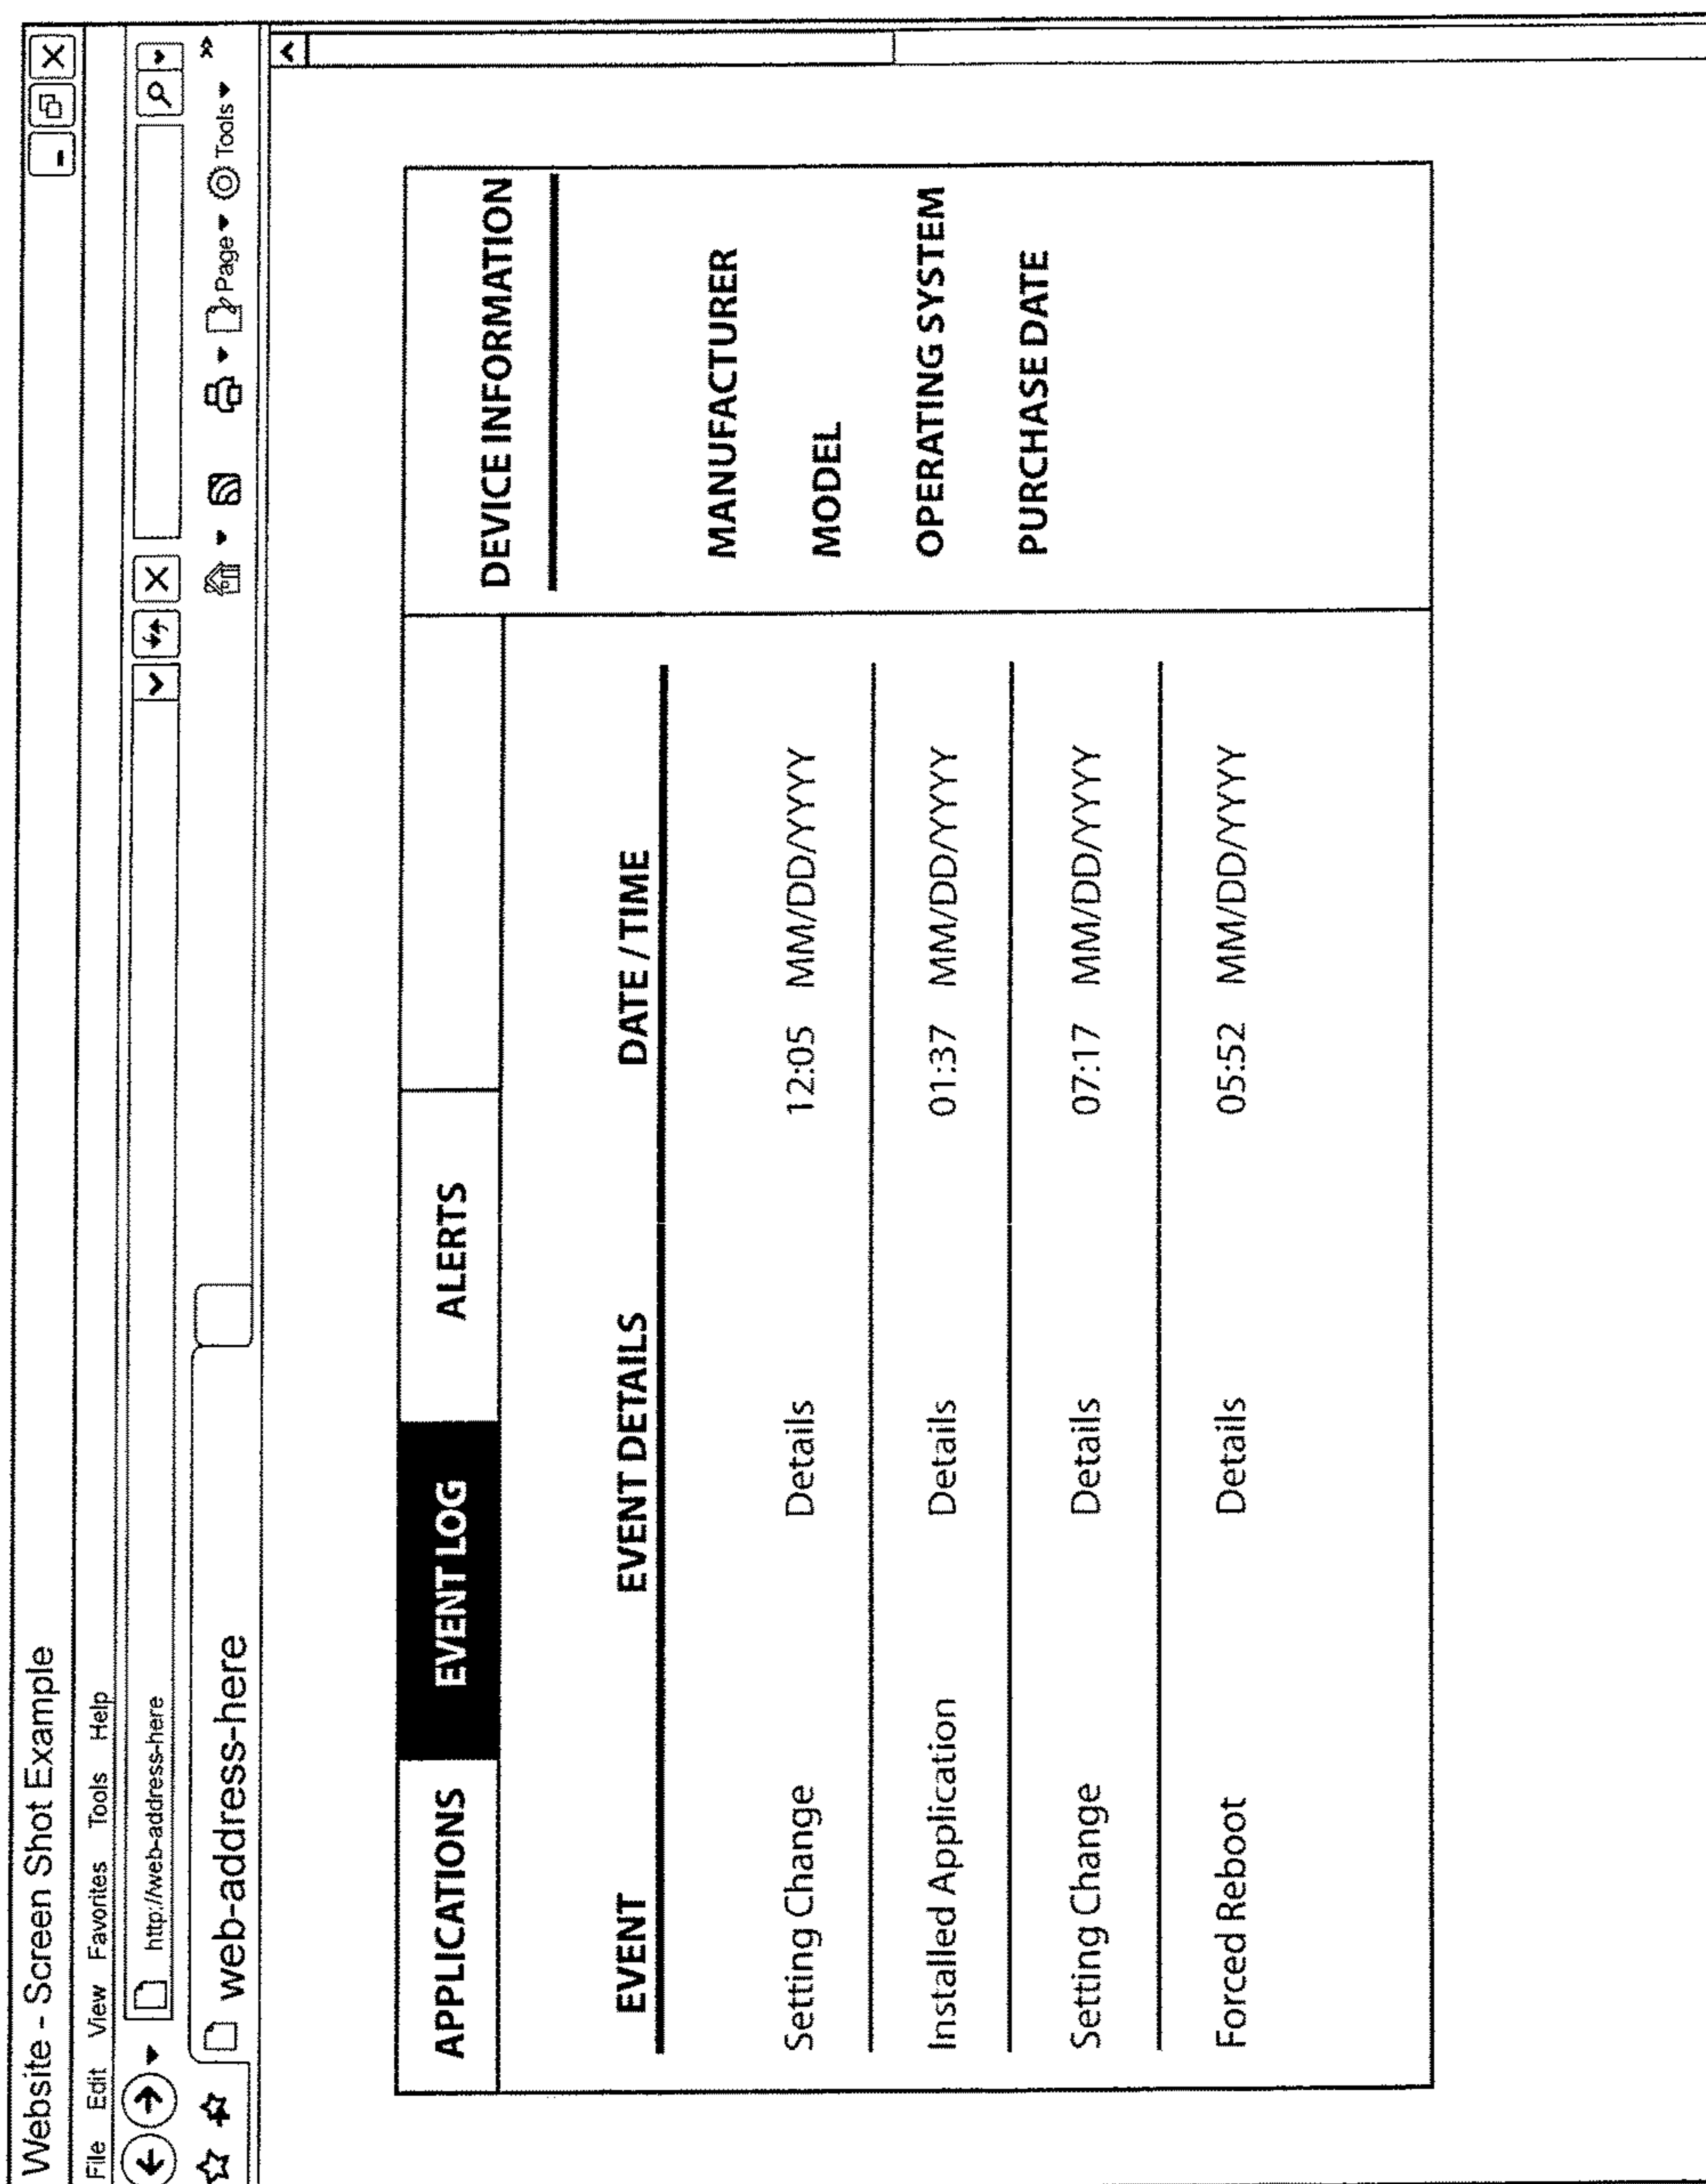 Website - Screen Shot Example
File Edit View Favorites Tools Help
http://web-address-here
web-address-here
Page Tools
APPLICATIONS EVENT LOG ALERTS
DEVICE INFORMATION
EVENT EVENT DETAILS DATE / TIME
Setting Change Details 12:05 MM/DD/YYYY
Installed Application Details 01:37 MM/DD/YYYY
Setting Change Details 07:17 MM/DD/YYYY
Forced Reboot Details 05:52 MM/DD/YYYY
MANUFACTURER
MODEL
OPERATING SYSTEM
PURCHASE DATE